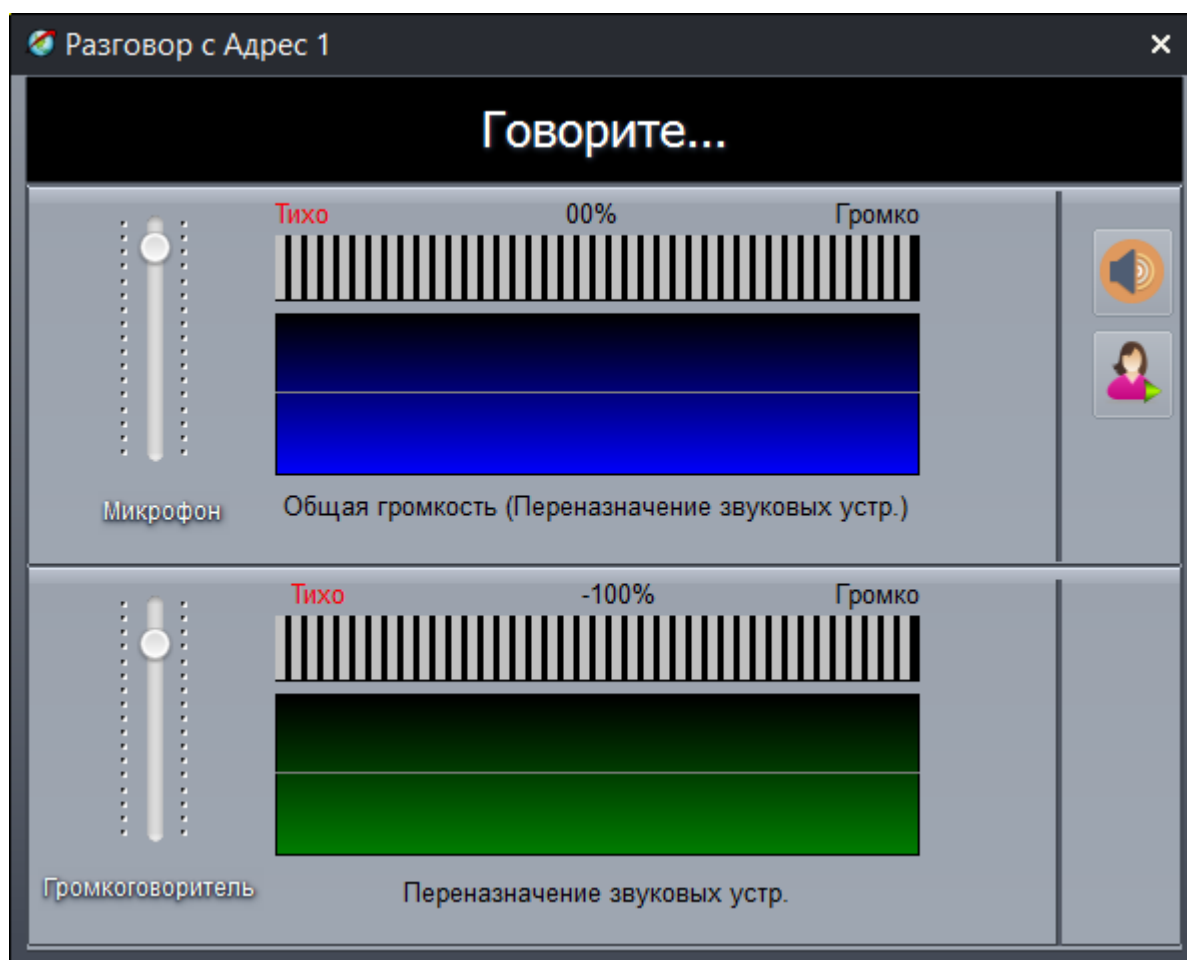 Разговор с Адрес 1
Говорите...
Тихо 00% Громко
Микрофон
Общая громкость (Переназначение звуковых устр.)
Тихо -100% Громко
Громкоговоритель
Переназначение звуковых устр.